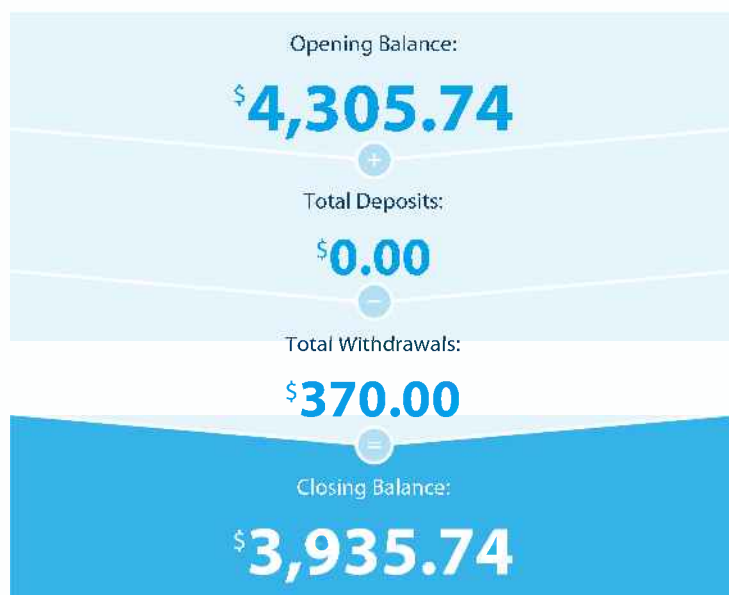 Opening Balance:
$4,305.74
+
Total Deposits:
$0.00
−
Total Withdrawals:
$370.00
=
Closing Balance:
$3,935.74